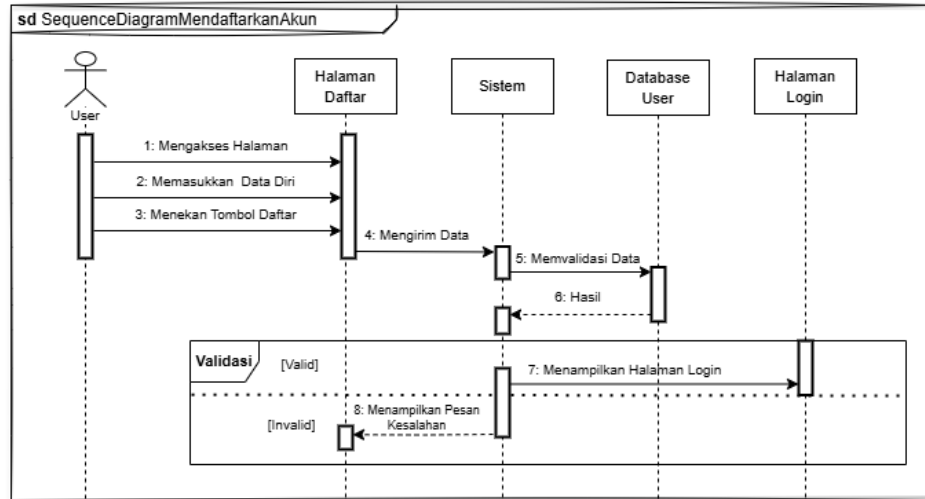 sd SequenceDiagramMendaftarkanAkun
User
Halaman
Daftar
Sistem
Database
User
Halaman
Login
1: Mengakses Halaman
2: Memasukkan Data Diri
3: Menekan Tombol Daftar
4: Mengirim Data
5: Memvalidasi Data
6: Hasil
Validasi
[Valid]
7: Menampilkan Halaman Login
[Invalid]
8: Menampilkan Pesan
Kesalahan